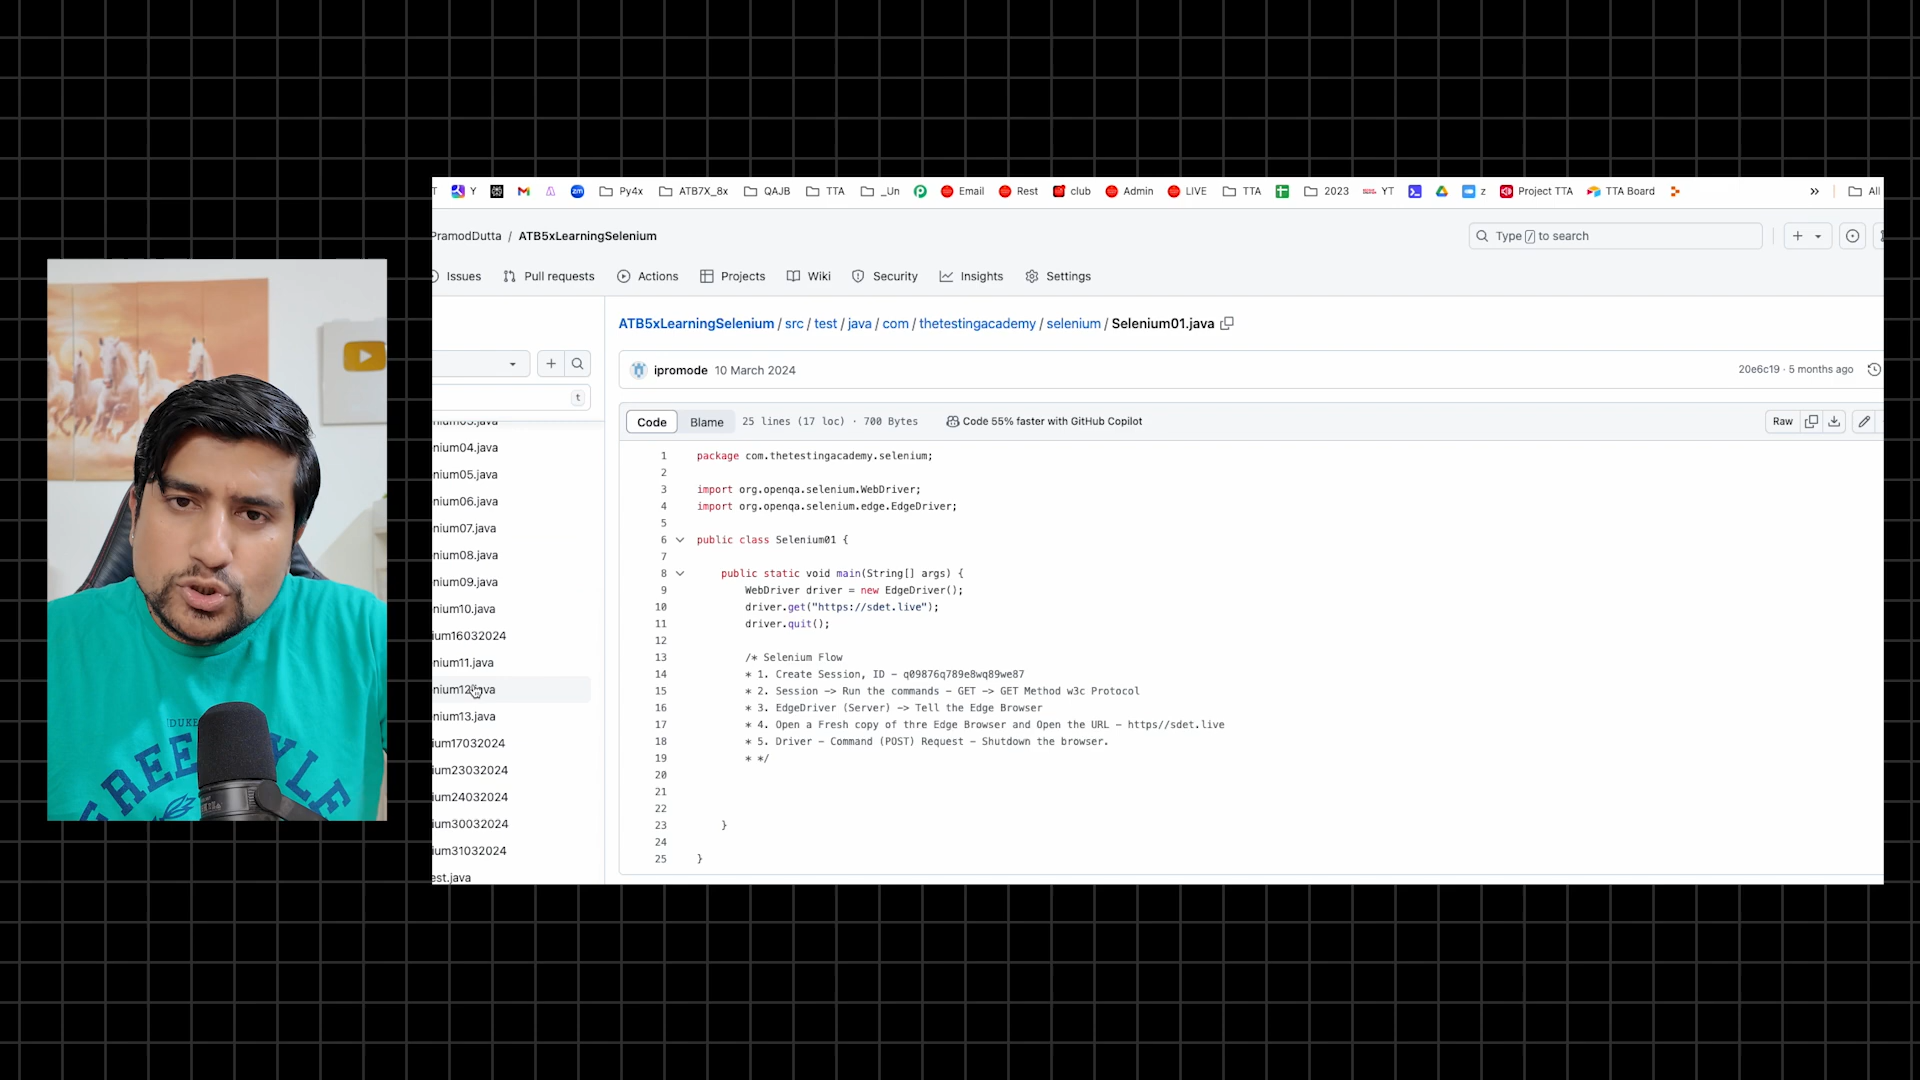 Y
zm
Py4x
ATB7X_8x
QAJB
TTA
_Un
Email
Rest
club
Admin
LIVE
TTA
2023
YT
z
Project TTA
TTA Board
»
All
PramodDutta / ATB5xLearningSelenium
Type / to search
Issues
Pull requests
Actions
Projects
Wiki
Security
Insights
Settings
ATB5xLearningSelenium / src / test / java / com / thetestingacademy / selenium / Selenium01.java
t
ipromode 10 March 2024
20e6c19 · 5 months ago
Code
Blame
25 lines (17 loc) · 700 Bytes
Code 55% faster with GitHub Copilot
Raw
nium03.java
nium04.java
nium05.java
nium06.java
nium07.java
nium08.java
nium09.java
nium10.java
ium16032024
nium11.java
nium13.java
ium17032024
ium23032024
ium24032024
ium30032024
ium31032024
est.java
1 package com.thetestingacademy.selenium;
2
3 import org.openqa.selenium.WebDriver;
4 import org.openqa.selenium.edge.EdgeDriver;
5
6 public class Selenium01 {
7
8 public static void main(String[] args) {
9 WebDriver driver = new EdgeDriver();
10 driver.get("https://sdet.live");
11 driver.quit();
12
13 /* Selenium Flow
14 * 1. Create Session, ID - q09876q789e8wq89we87
15 * 2. Session -> Run the commands - GET -> GET Method w3c Protocol
16 * 3. EdgeDriver (Server) -> Tell the Edge Browser
17 * 4. Open a Fresh copy of thre Edge Browser and Open the URL - https//sdet.live
18 * 5. Driver - Command (POST) Request - Shutdown the browser.
19 * */
20
21
22
23 }
24
25 }